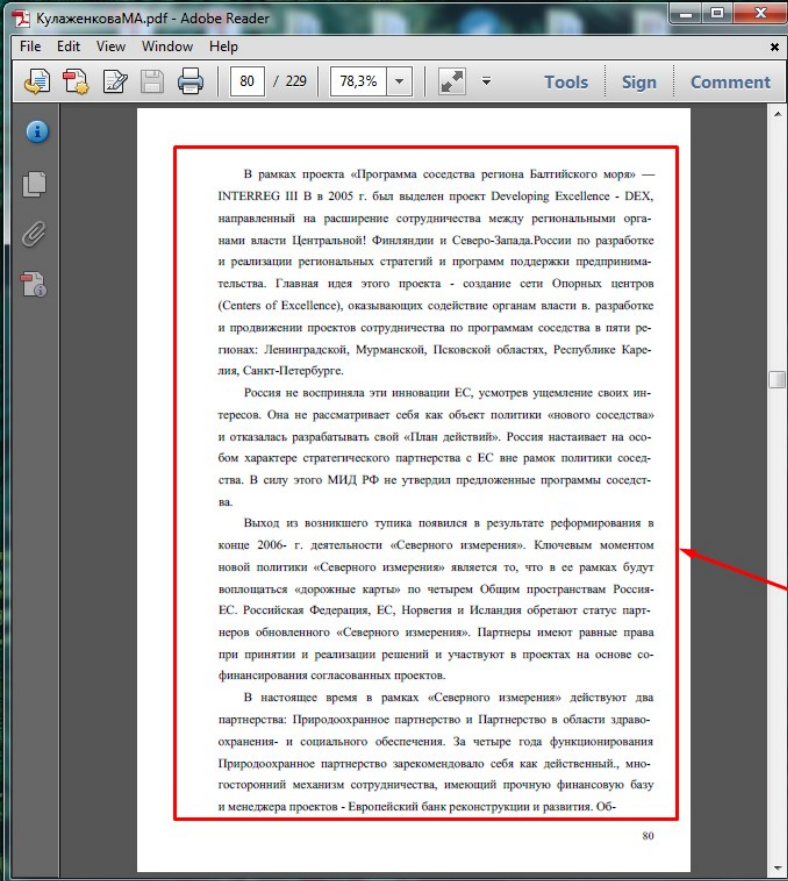 КулаженковаМА.pdf - Adobe Reader
File Edit View Window Help
80 / 229 78,3% Tools Sign Comment
В рамках проекта «Программа соседства региона Балтийского моря» —
INTERREG III В в 2005 г. был выделен проект Developing Excellence - DEX,
направленный на расширение сотрудничества между региональными орга-
нами власти Центральной! Финляндии и Северо-Запада.России по разработке
и реализации региональных стратегий и программ поддержки предпринима-
тельства. Главная идея этого проекта - создание сети Опорных центров
(Centers of Excellence), оказывающих содействие органам власти в. разработке
и продвижении проектов сотрудничества по программам соседства в пяти ре-
гионах: Ленинградской, Мурманской, Псковской областях, Республике Каре-
лия, Санкт-Петербурге.
Россия не восприняла эти инновации ЕС, усмотрев ущемление своих ин-
тересов. Она не рассматривает себя как объект политики «нового соседства»
и отказалась разрабатывать свой «План действий». Россия настаивает на осо-
бом характере стратегического партнерства с ЕС вне рамок политики сосед-
ства. В силу этого МИД РФ не утвердил предложенные программы соседст-
ва.
Выход из возникшего тупика появился в результате реформирования в
конце 2006- г. деятельности «Северного измерения». Ключевым моментом
новой политики «Северного измерения» является то, что в ее рамках будут
воплощаться «дорожные карты» по четырем Общим пространствам Россия-
ЕС. Российская Федерация, ЕС, Норвегия и Исландия обретают статус парт-
неров обновленного «Северного измерения». Партнеры имеют равные права
при принятии и реализации решений и участвуют в проектах на основе со-
финансирования согласованных проектов.
В настоящее время в рамках «Северного измерения» действуют два
партнерства: Природоохранное партнерство и Партнерство в области здраво-
охранения- и социального обеспечения. За четыре года функционирования
Природоохранное партнерство зарекомендовало себя как действенный., мно-
госторонний механизм сотрудничества, имеющий прочную финансовую базу
и менеджера проектов - Европейский банк реконструкции и развития. Об-
80